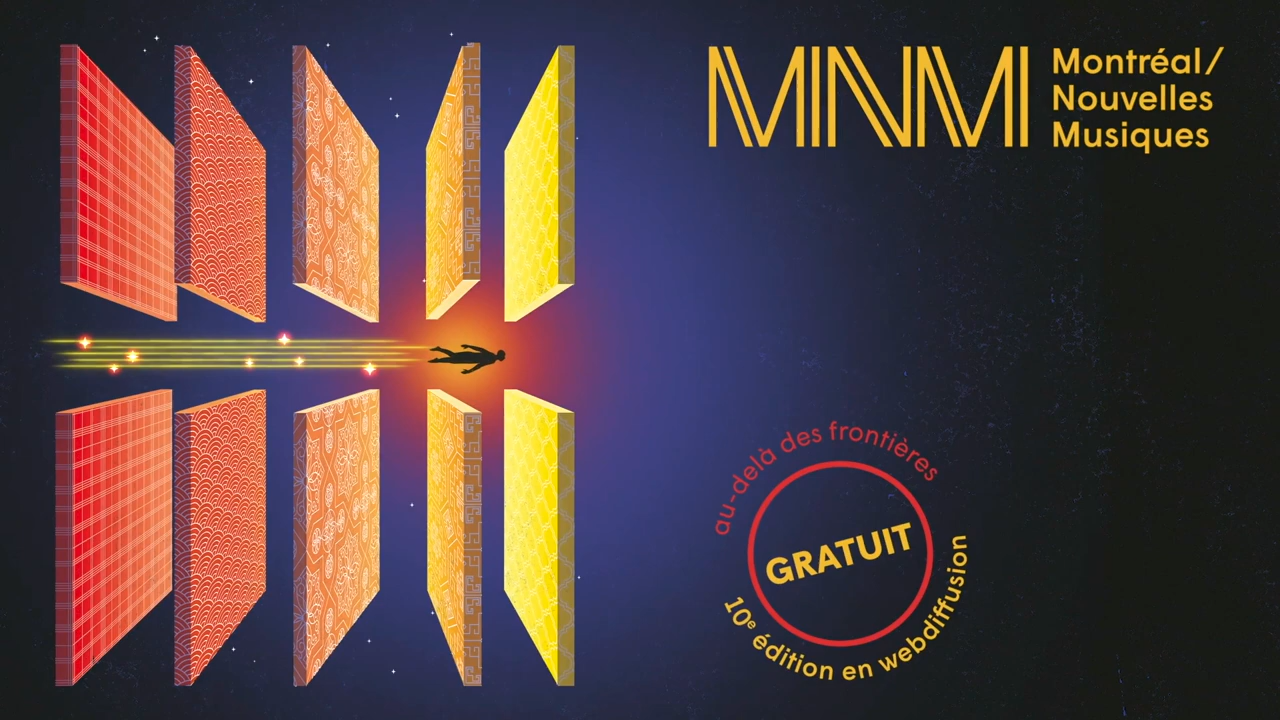 MNM
Montréal/
Nouvelles
Musiques
au-delà des frontières
GRATUIT
10e édition en webdiffusion